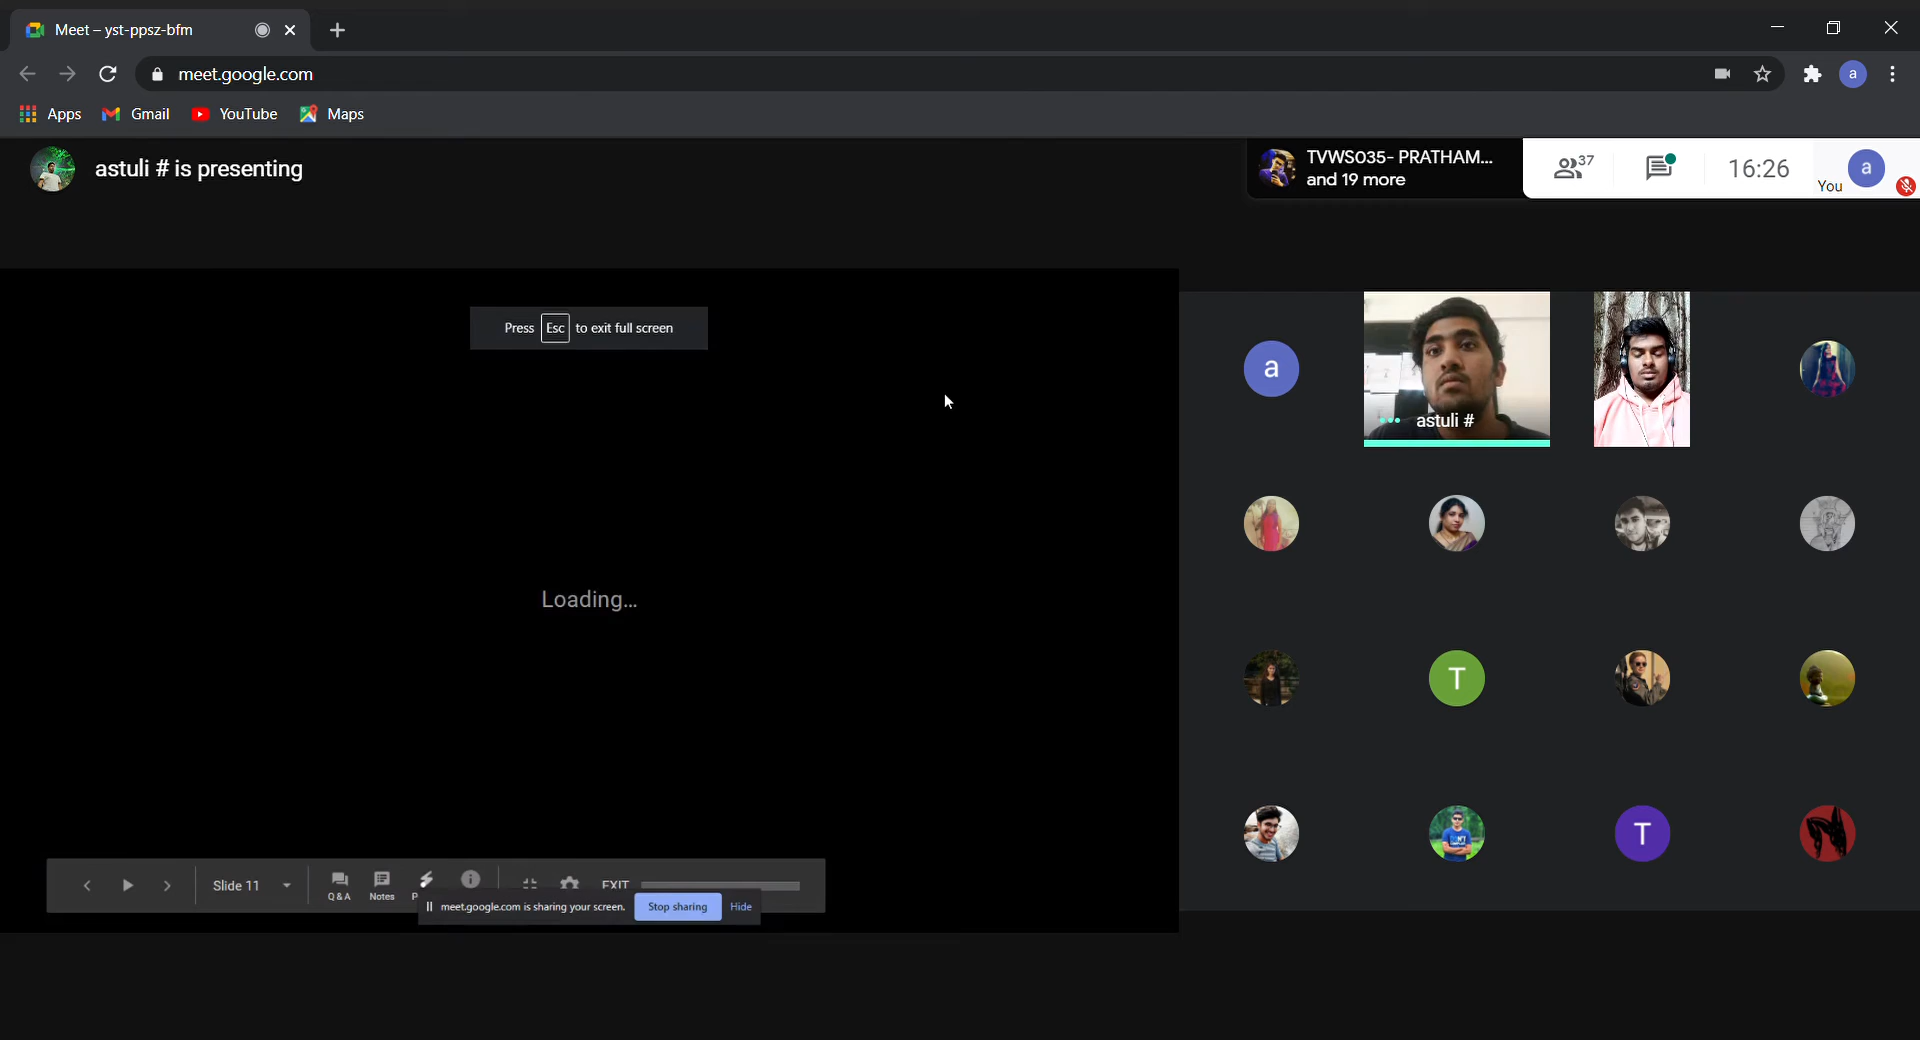 Meet – yst-ppsz-bfm
meet.google.com
a
Apps
Gmail
YouTube
Maps
astuli # is presenting
TVWS035- PRATHAM...
and 19 more
37
16:26
You
a
Press Esc to exit full screen
a
astuli #
Loading...
T
T
Slide 11
Q&A
Notes
EXIT
meet.google.com is sharing your screen.
Stop sharing
Hide